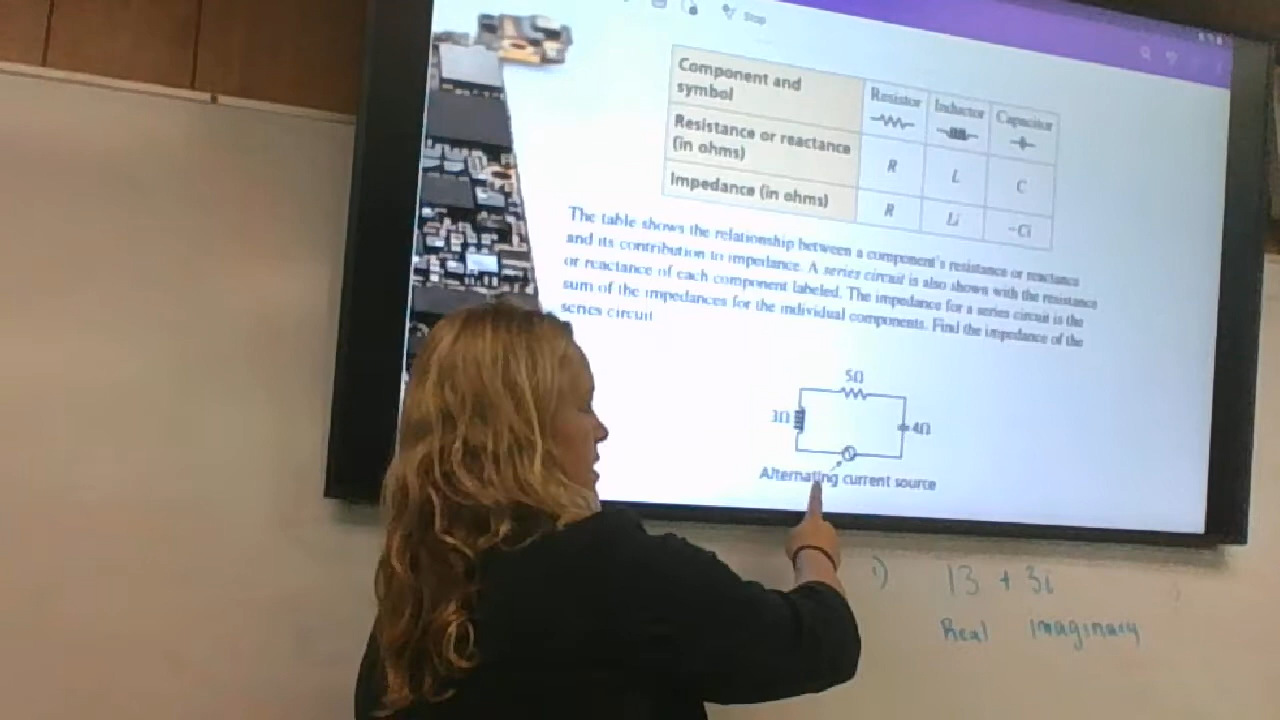 Stop
Component and symbol Resistor Inductor Capacitor
Resistance or reactance (in ohms) R L C
Impedance (in ohms) R Li -Ci
The table shows the relationship between a component's resistance or reactance
and its contribution to impedance. A series circuit is also shown with the resistance
or reactance of each component labeled. The impedance for a series circuit is the
sum of the impedances for the individual components. Find the impedance of the
series circuit
5Ω
3Ω
4Ω
Alternating current source
1) 13 + 3i
Real imaginary